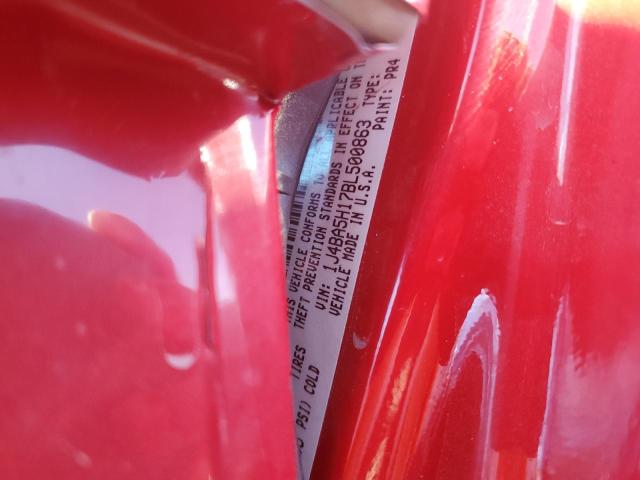 THIS VEHICLE CONFORMS TO ALL APPLICABLE
THEFT PREVENTION STANDARDS IN EFFECT ON
VIN: 1J4BA5H17BL500863 TYPE:
VEHICLE MADE IN U.S.A. PAINT: PR4
TIRES
PSI) COLD